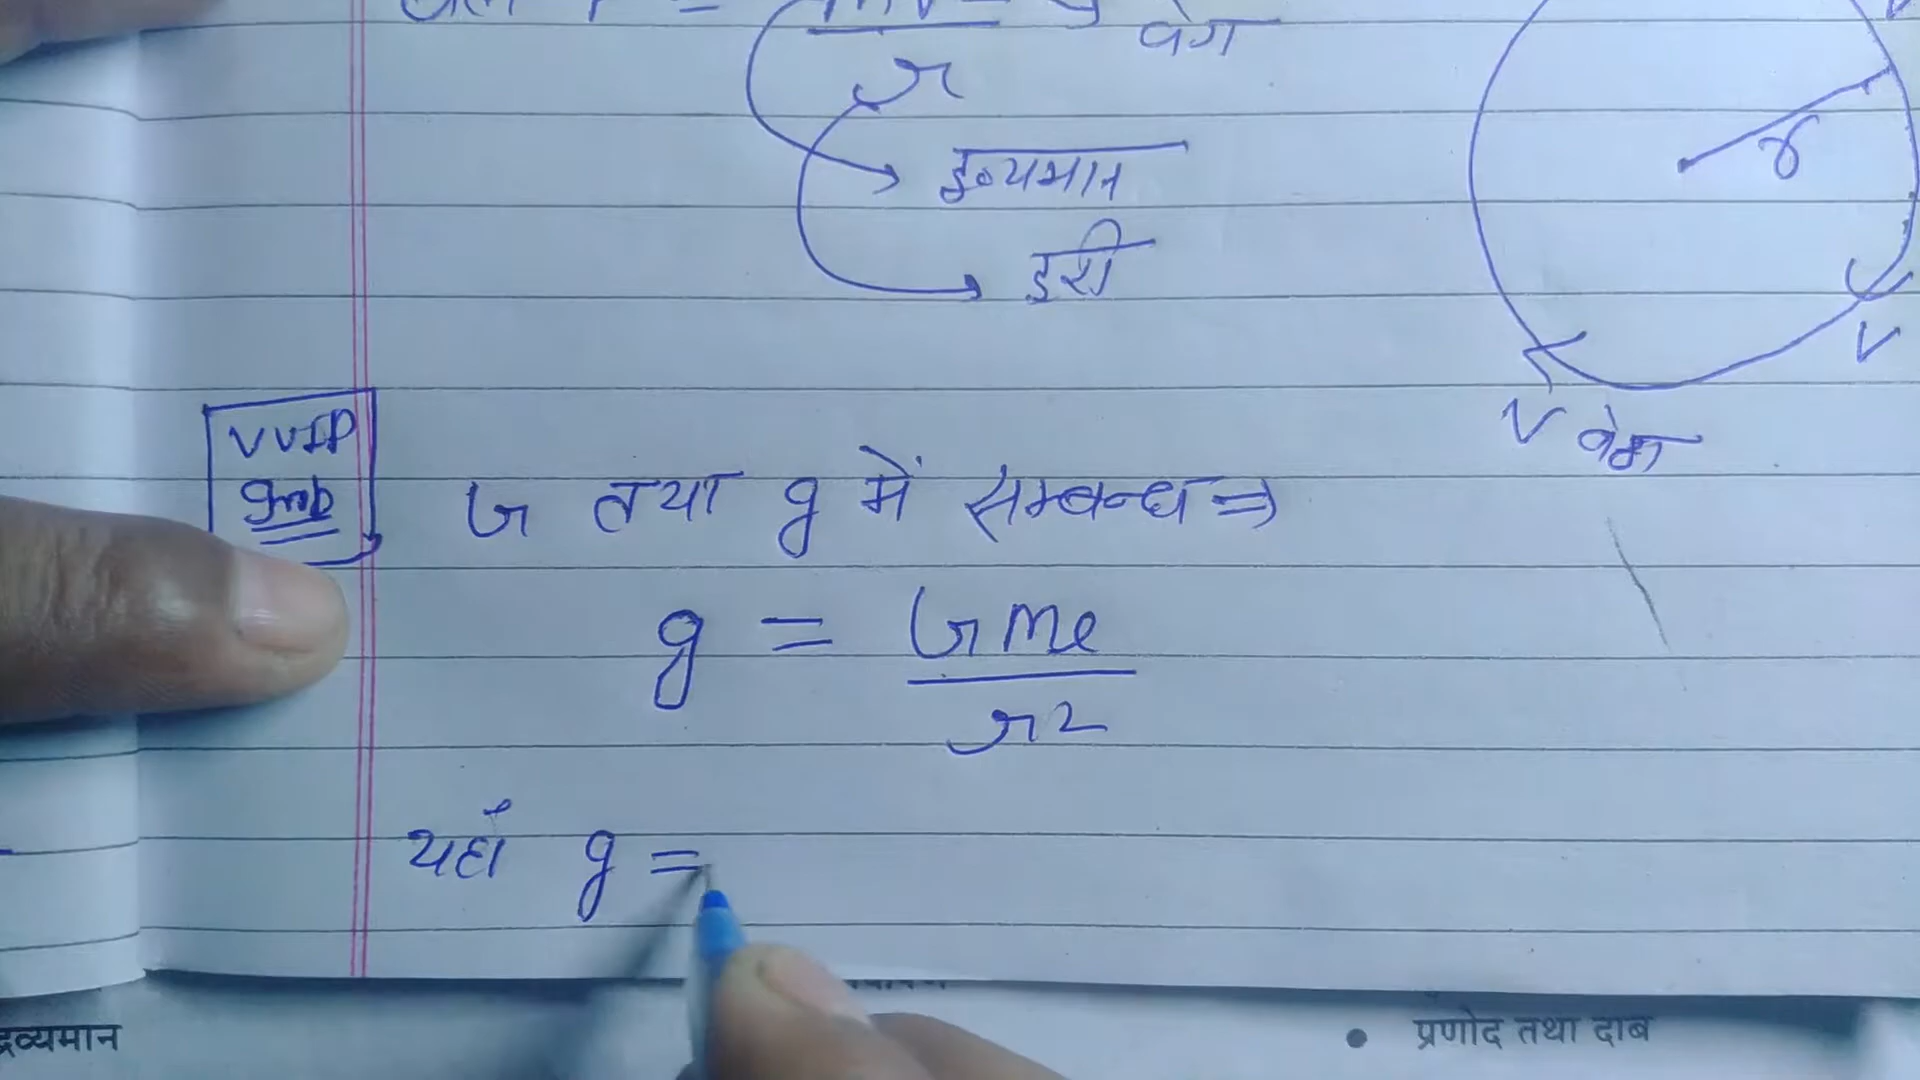 वेग
r
द्रव्यमान
r
दूरी
V
V वेग
VVIP
Imp
G तथा g में सम्बन्ध ⇒
g = Gme
r2
यहाँ g =
द्रव्यमान
• प्रणोद तथा दाब